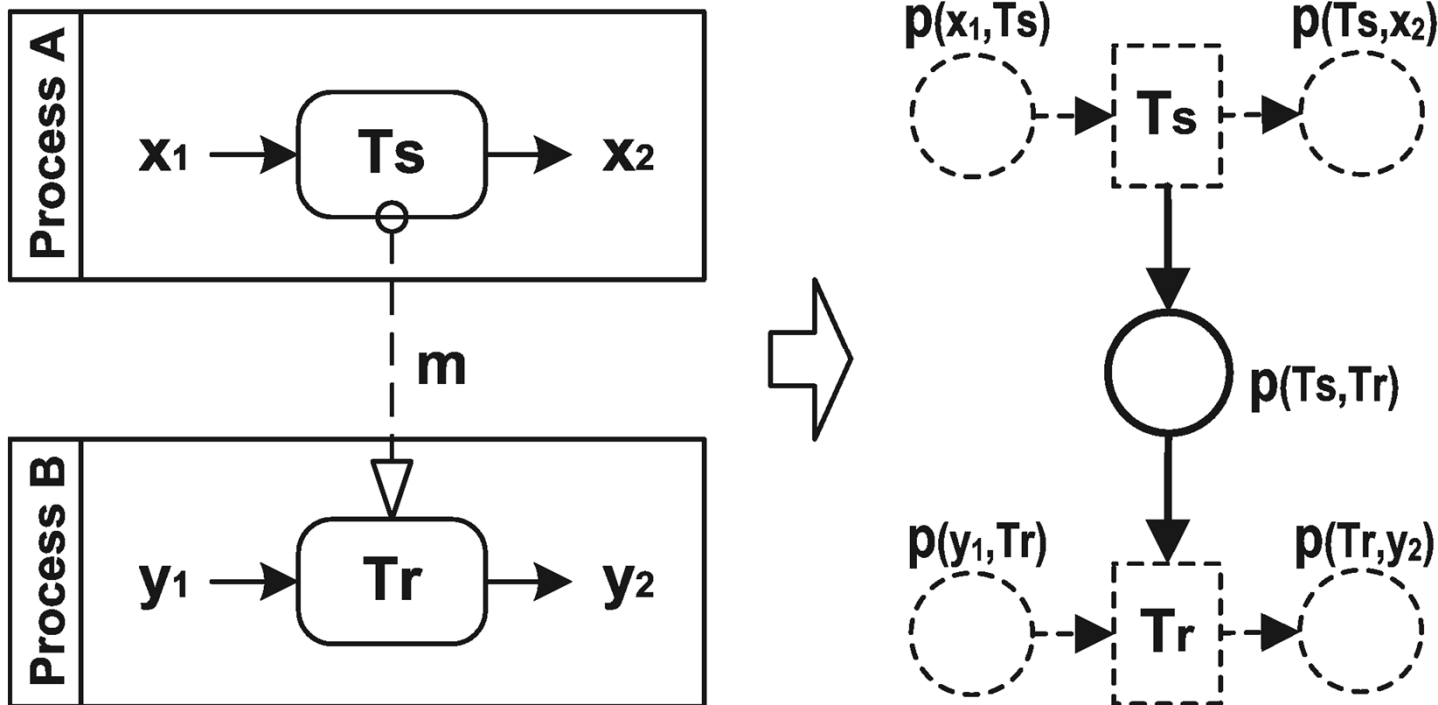 Process A
x₁
Ts
x₂
m
Process B
y₁
Tr
y₂
p(x₁,Ts)
p(Ts,x₂)
Ts
p(Ts,Tr)
p(y₁,Tr)
p(Tr,y₂)
Tr